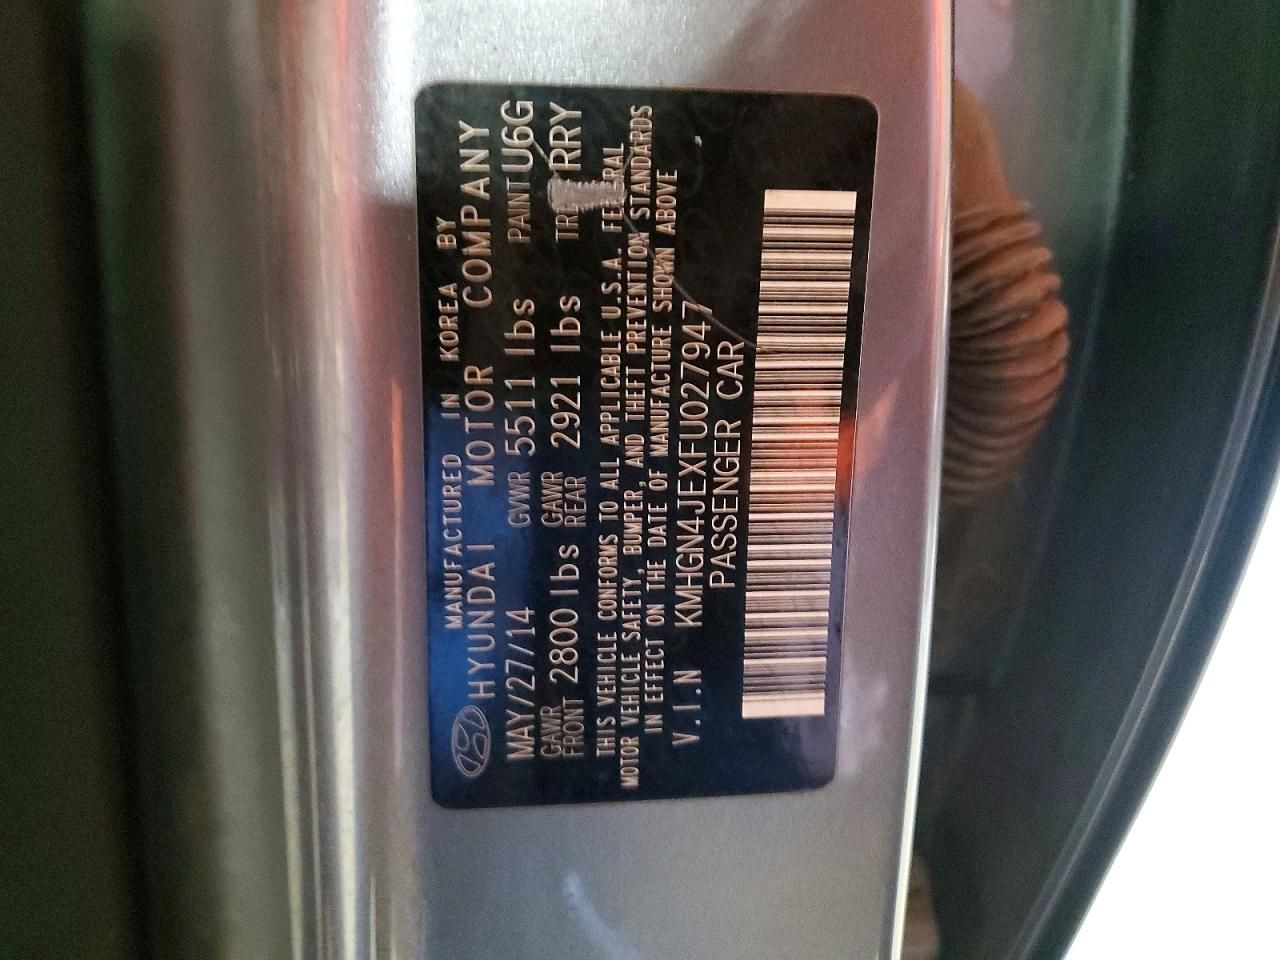 MANUFACTURED IN KOREA BY
HYUNDAI MOTOR COMPANY
MAY/27/14 GVWR 5511 lbs PAINT U6G
GAWR FRONT 2800 lbs GAWR REAR 2921 lbs RRY
THIS VEHICLE CONFORMS TO ALL APPLICABLE U.S.A. FEDERAL
MOTOR VEHICLE SAFETY, BUMPER, AND THEFT PREVENTION STANDARDS
IN EFFECT ON THE DATE OF MANUFACTURE SHOWN ABOVE .
V.I.N KMHGN4JEXFU027947
PASSENGER CAR